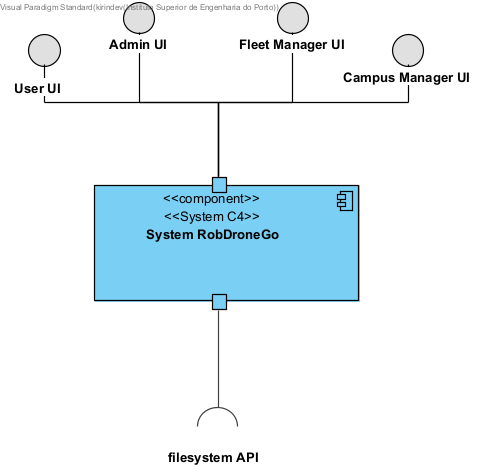 Visual Paradigm Standard(kirindev(Instituto Superior de Engenharia do Porto))
Admin UI
Fleet Manager UI
Campus Manager UI
User UI
<<component>>
<<System C4>>
System RobDroneGo
filesystem API